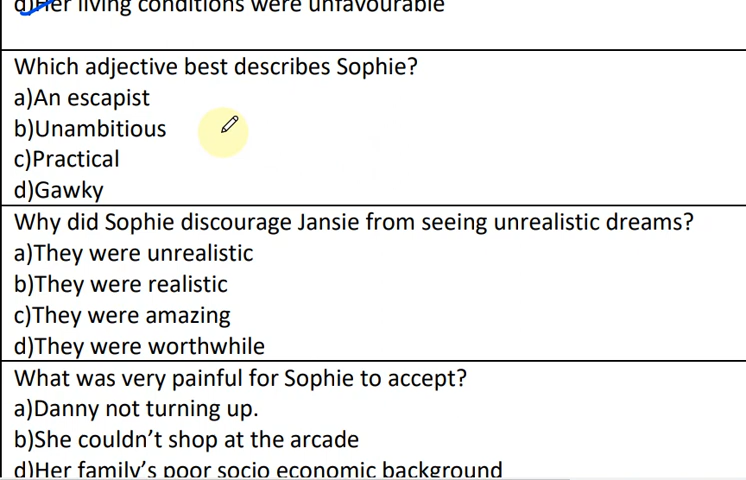 d)Her living conditions were unfavourable
Which adjective best describes Sophie?
a)An escapist
b)Unambitious
c)Practical
d)Gawky
Why did Sophie discourage Jansie from seeing unrealistic dreams?
a)They were unrealistic
b)They were realistic
c)They were amazing
d)They were worthwhile
What was very painful for Sophie to accept?
a)Danny not turning up.
b)She couldn’t shop at the arcade
d)Her family’s poor socio economic background